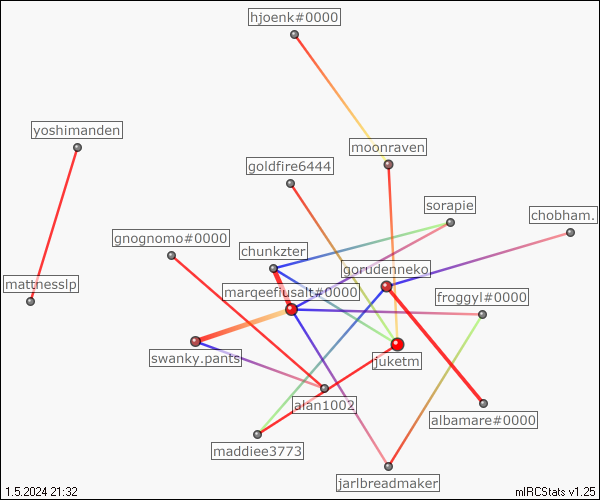 hjoenk#0000
yoshimanden
moonraven
goldfire6444
sorapie
chobham.
gnognomo#0000
chunkzter
gorudenneko
mattnesslp
marqeefiusalt#0000
froggyl#0000
swanky.pants
juketm
alan1002
albamare#0000
maddiee3773
jarlbreadmaker
1.5.2024 21:32
mIRCStats v1.25